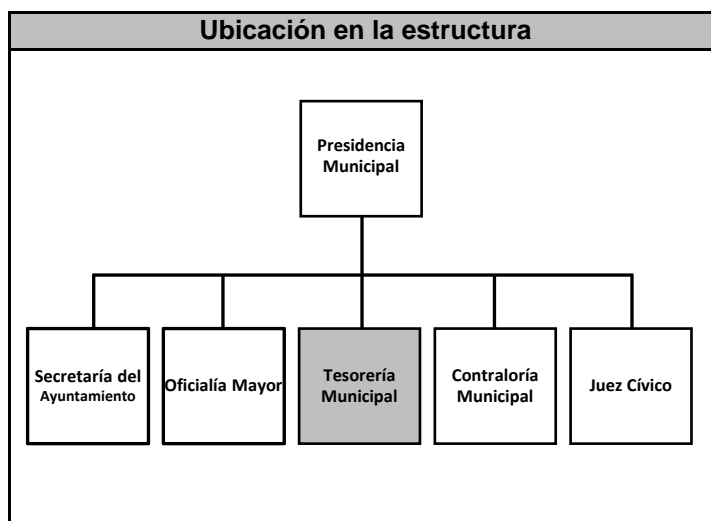 Ubicación en la estructura
Presidencia
Municipal
Secretaría del
Ayuntamiento
Oficialía Mayor
Tesorería
Municipal
Contraloría
Municipal
Juez Cívico